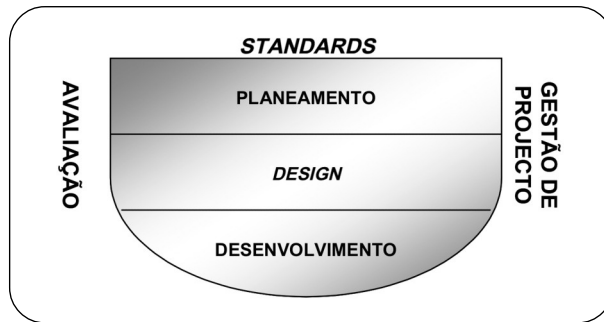 STANDARDS
PLANEAMENTO
DESIGN
DESENVOLVIMENTO
AVALIAÇÃO
GESTÃO DE
PROJECTO